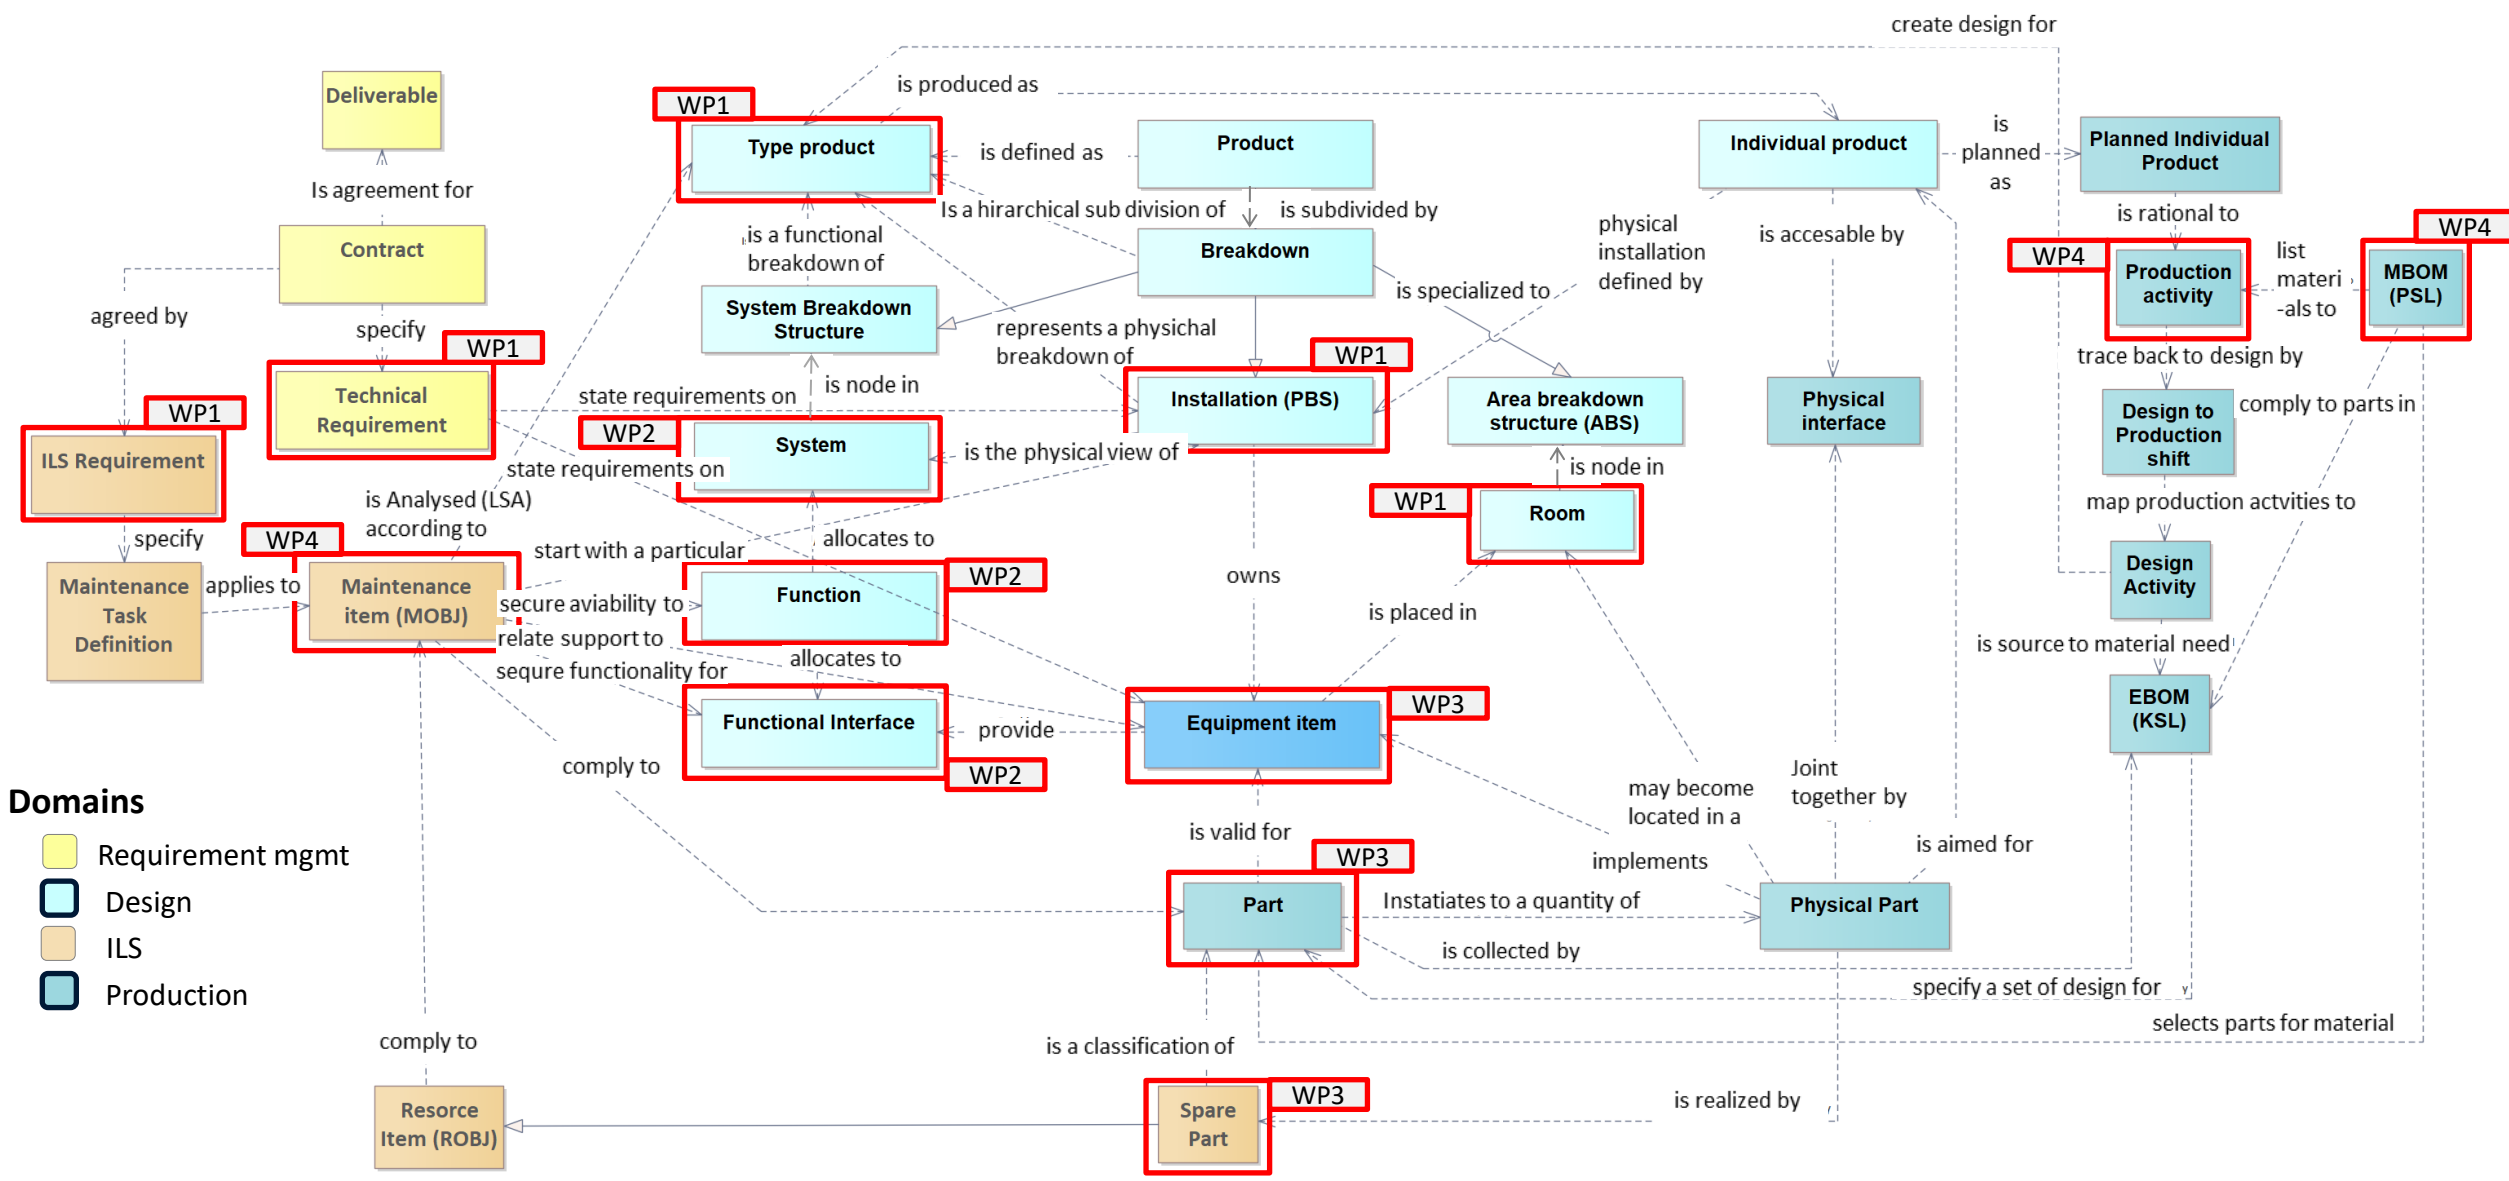 create design for
is produced as
Deliverable
WP1
Type product
is defined as
Product
Individual product
is
planned
as
Planned Individual
Product
Is agreement for
Is a hirarchical sub division of
is subdivided by
is rational to
Contract
is a functional
breakdown of
Breakdown
physical
installation
defined by
is accesable by
WP4
WP4
Production
activity
list
materi
-als to
MBOM
(PSL)
agreed by
specify
System Breakdown
Structure
represents a physichal
breakdown of
is specialized to
WP1
WP1
trace back to design by
WP1
Technical
Requirement
is node in
state requirements on
Installation (PBS)
Area breakdown
structure (ABS)
Physical
interface
Design to
Production
shift
comply to parts in
ILS Requirement
WP2
System
is the physical view of
state requirements on
is node in
is Analysed (LSA)
according to
WP1
Room
map production actvities to
specify
WP4
start with a particular
allocates to
Maintenance
Task
Definition
applies to
Maintenance
item (MOBJ)
secure aviability to
Function
WP2
owns
is placed in
Design
Activity
relate support to
sequre functionality for
allocates to
is source to material need
Functional Interface
provide
Equipment item
WP3
EBOM
(KSL)
WP2
comply to
may become
located in a
Joint
together by
Domains
Requirement mgmt
Design
ILS
Production
is valid for
WP3
implements
is aimed for
Part
Instatiates to a quantity of
Physical Part
is collected by
specify a set of design for
selects parts for material
comply to
is a classification of
Resorce
Item (ROBJ)
Spare
Part
WP3
is realized by